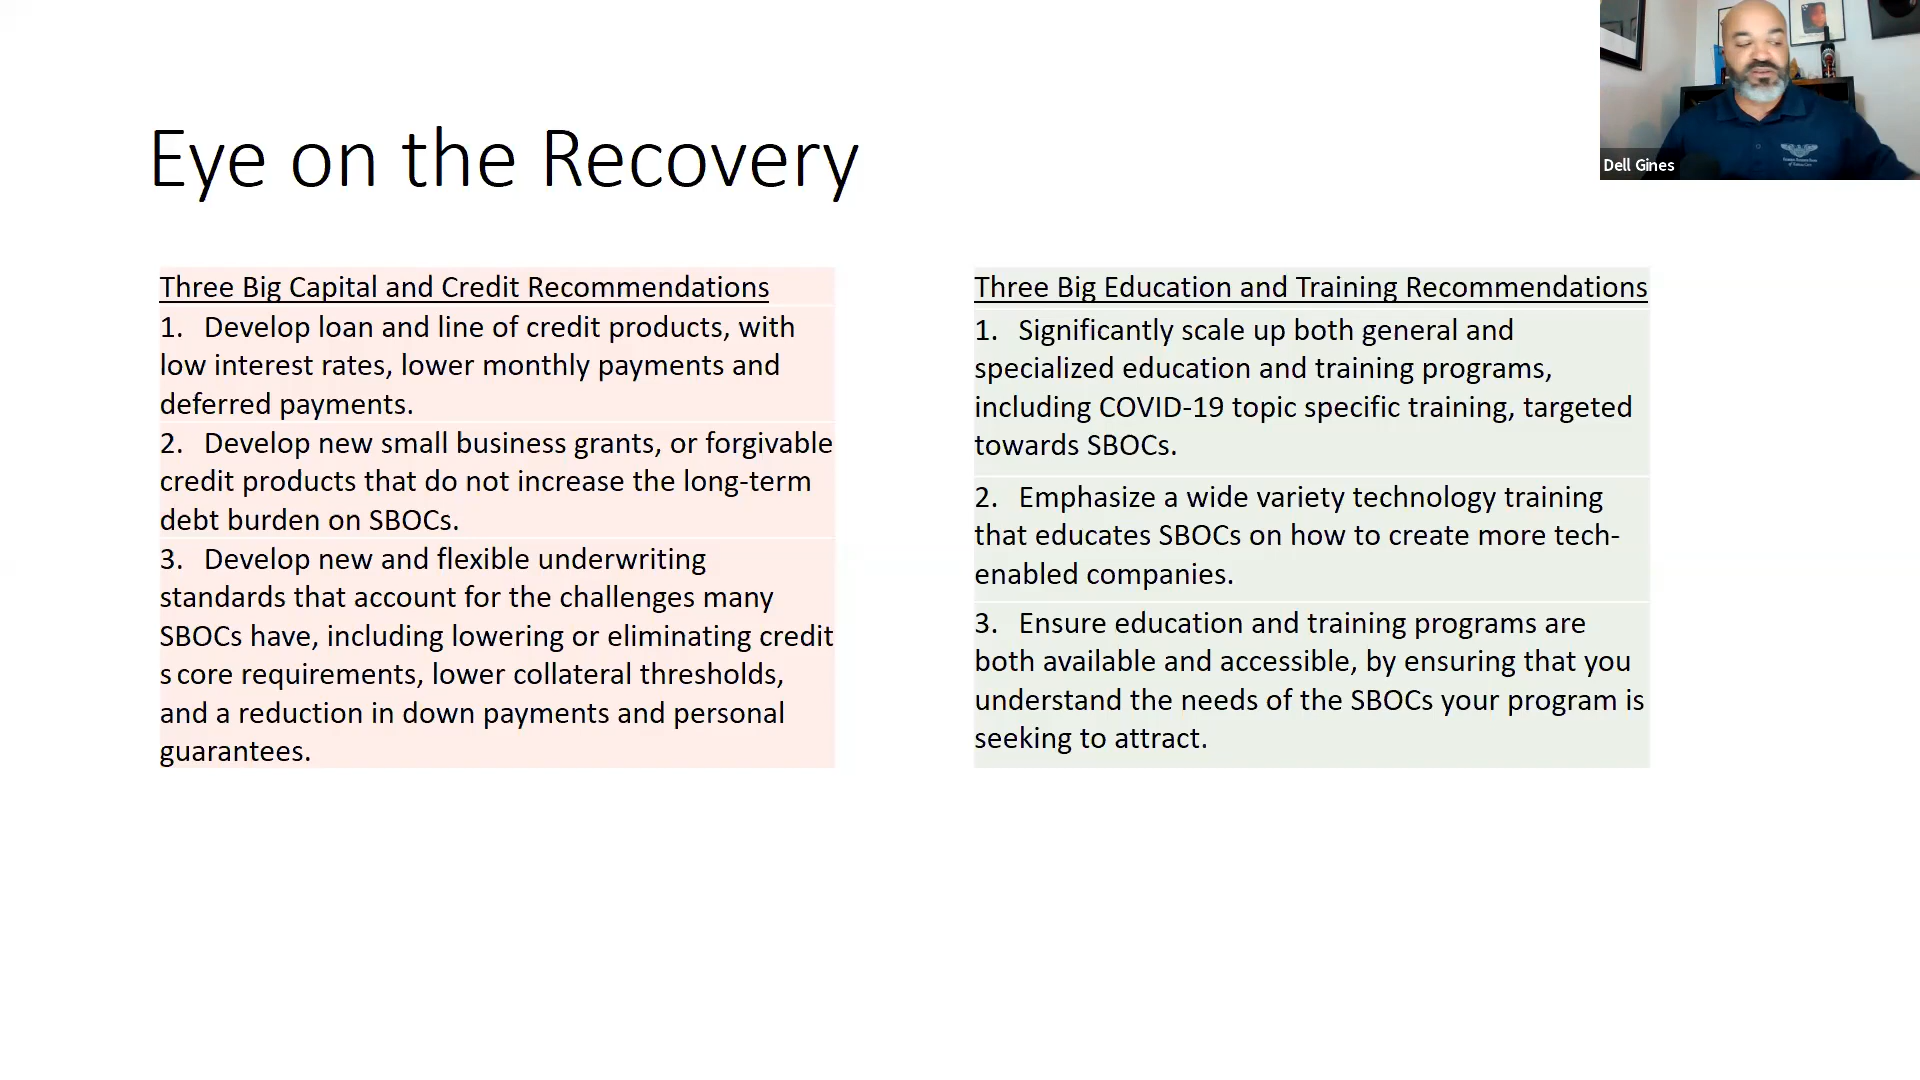 Eye on the Recovery
Dell Gines
Three Big Capital and Credit Recommendations
1. Develop loan and line of credit products, with
low interest rates, lower monthly payments and
deferred payments.
2. Develop new small business grants, or forgivable
credit products that do not increase the long-term
debt burden on SBOCs.
3. Develop new and flexible underwriting
standards that account for the challenges many
SBOCs have, including lowering or eliminating credit
score requirements, lower collateral thresholds,
and a reduction in down payments and personal
guarantees.
Three Big Education and Training Recommendations
1. Significantly scale up both general and
specialized education and training programs,
including COVID-19 topic specific training, targeted
towards SBOCs.
2. Emphasize a wide variety technology training
that educates SBOCs on how to create more tech-
enabled companies.
3. Ensure education and training programs are
both available and accessible, by ensuring that you
understand the needs of the SBOCs your program is
seeking to attract.